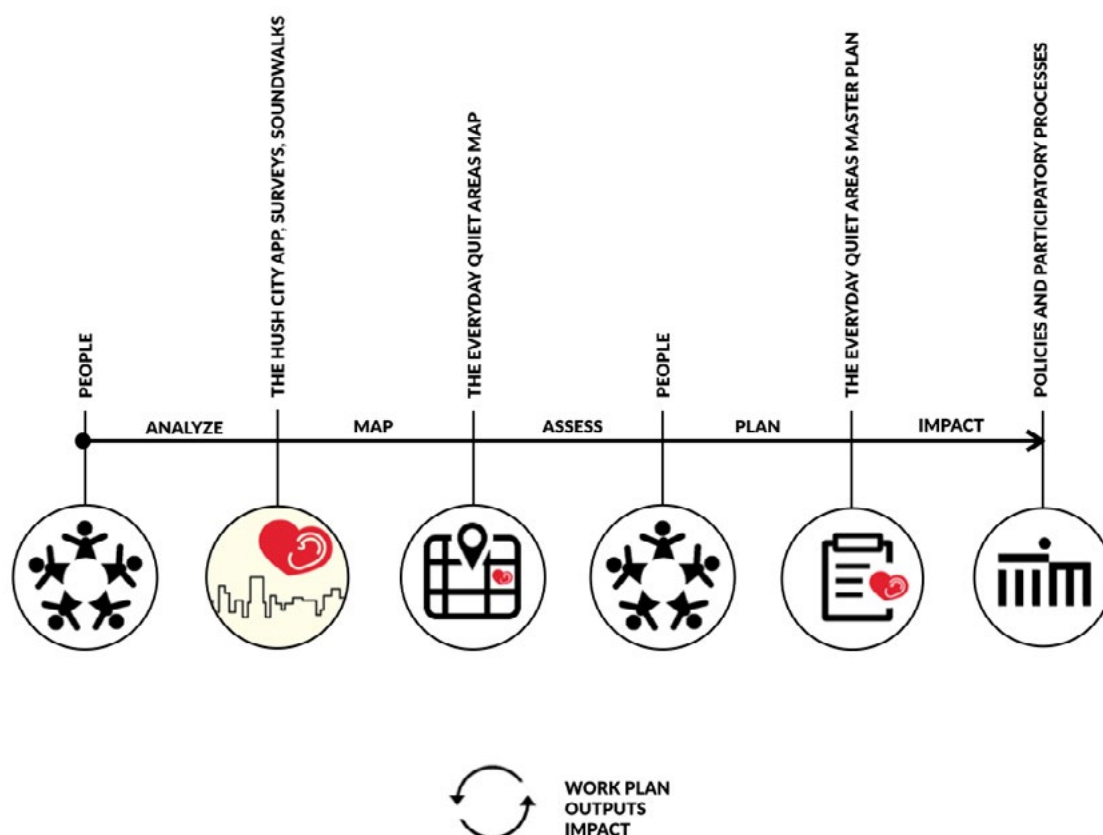 PEOPLE
THE HUSH CITY APP, SURVEYS, SOUNDWALKS
THE EVERYDAY QUIET AREAS MAP
PEOPLE
THE EVERYDAY QUIET AREAS MASTER PLAN
POLICIES AND PARTICIPATORY PROCESSES
ANALYZE
MAP
ASSESS
PLAN
IMPACT
WORK PLAN
OUTPUTS
IMPACT